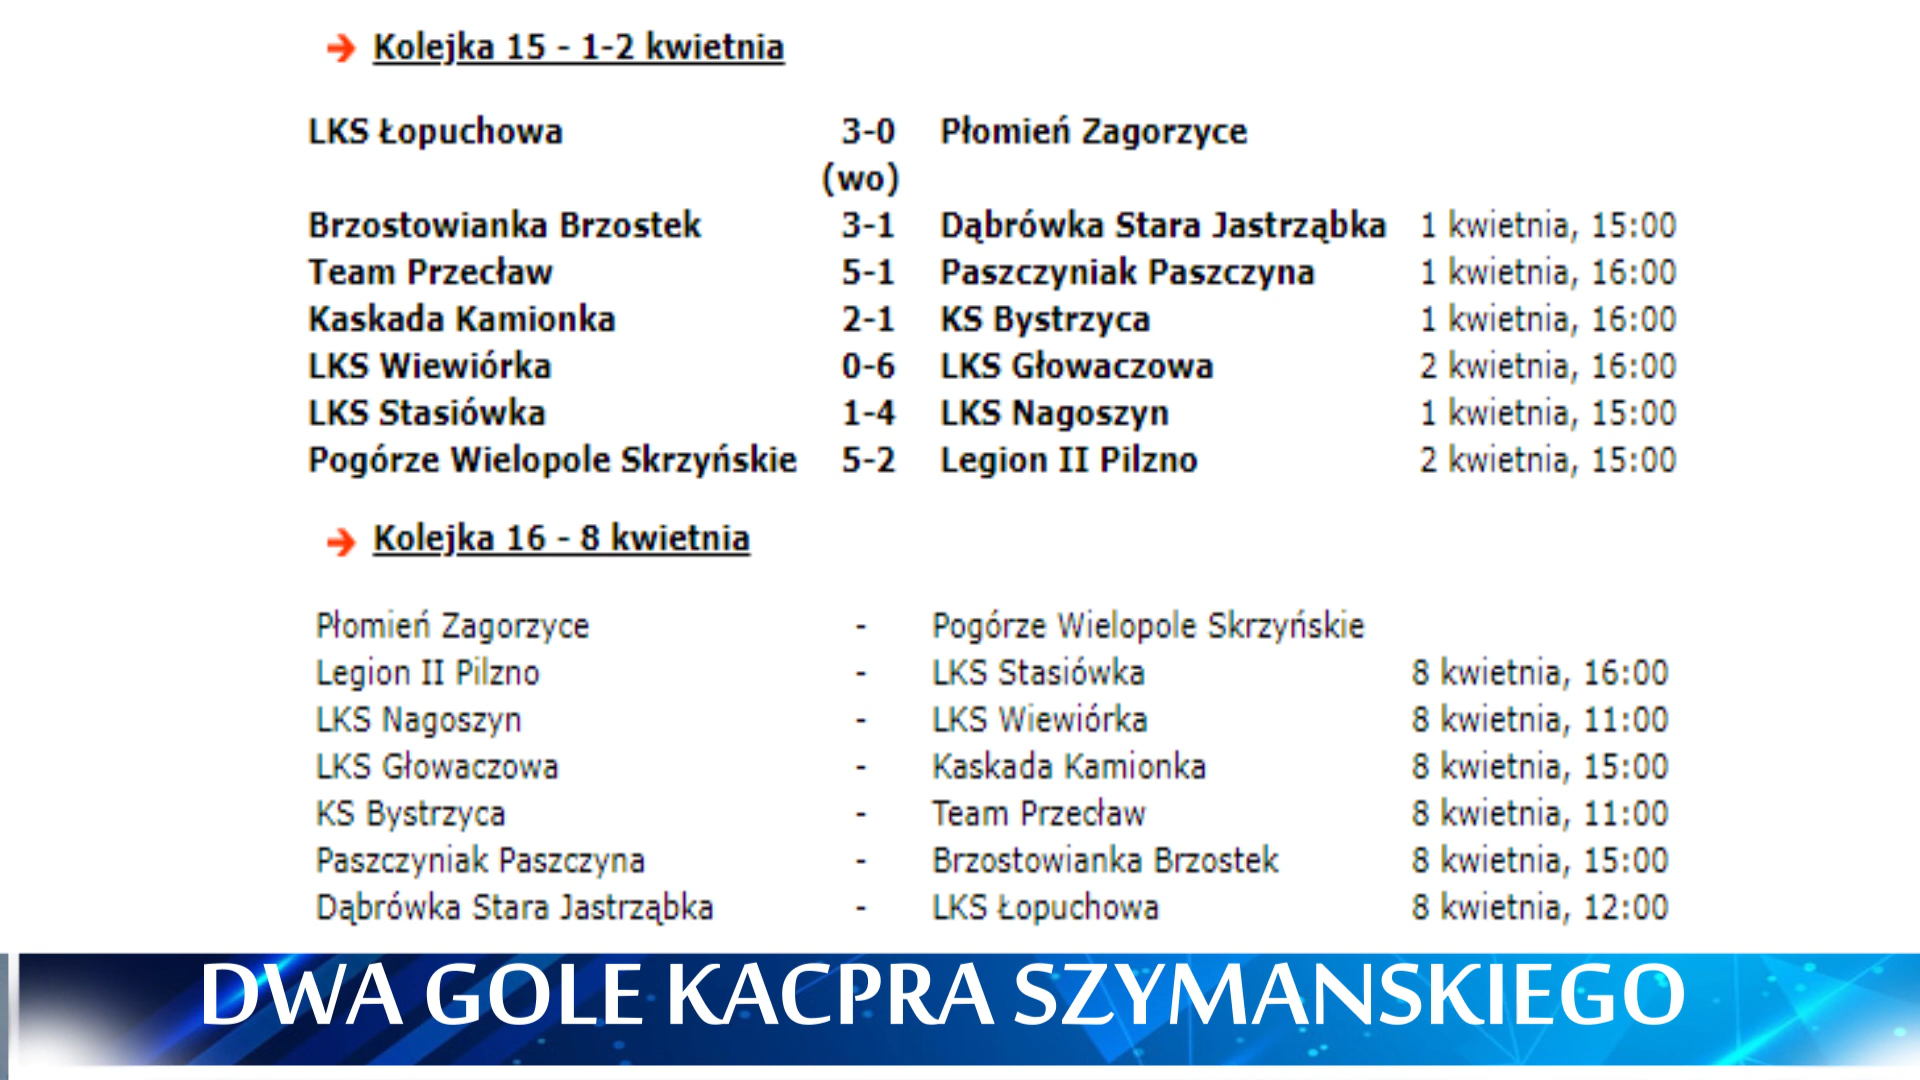 Kolejka 15 - 1-2 kwietnia
LKS Łopuchowa 3-0 Płomień Zagorzyce
(wo)
Brzostowianka Brzostek 3-1 Dąbrówka Stara Jastrząbka 1 kwietnia, 15:00
Team Przecław 5-1 Paszczyniak Paszczyna 1 kwietnia, 16:00
Kaskada Kamionka 2-1 KS Bystrzyca 1 kwietnia, 16:00
LKS Wiewiórka 0-6 LKS Głowaczowa 2 kwietnia, 16:00
LKS Stasiówka 1-4 LKS Nagoszyn 1 kwietnia, 15:00
Pogórze Wielopole Skrzyńskie 5-2 Legion II Pilzno 2 kwietnia, 15:00
Kolejka 16 - 8 kwietnia
Płomień Zagorzyce - Pogórze Wielopole Skrzyńskie
Legion II Pilzno - LKS Stasiówka 8 kwietnia, 16:00
LKS Nagoszyn - LKS Wiewiórka 8 kwietnia, 11:00
LKS Głowaczowa - Kaskada Kamionka 8 kwietnia, 15:00
KS Bystrzyca - Team Przecław 8 kwietnia, 11:00
Paszczyniak Paszczyna - Brzostowianka Brzostek 8 kwietnia, 15:00
Dąbrówka Stara Jastrząbka - LKS Łopuchowa 8 kwietnia, 12:00
DWA GOLE KACPRA SZYMANSKIEGO